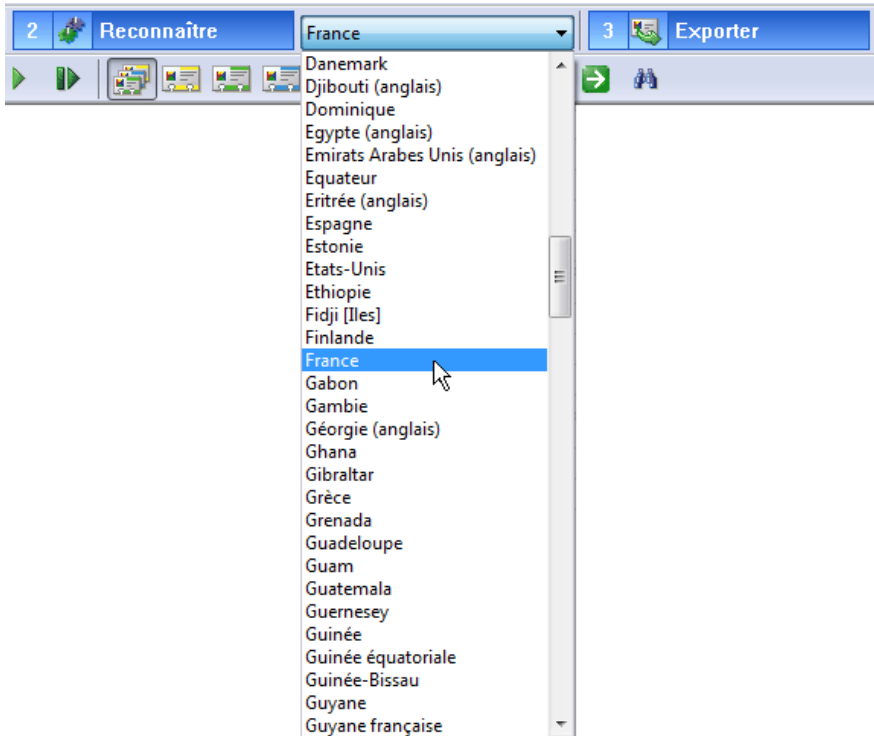 2 Reconnaître France 3 Exporter
Danemark
Djibouti (anglais)
Dominique
Egypte (anglais)
Emirats Arabes Unis (anglais)
Equateur
Eritrée (anglais)
Espagne
Estonie
Etats-Unis
Ethiopie
Fidji [Iles]
Finlande
France
Gabon
Gambie
Géorgie (anglais)
Ghana
Gibraltar
Grèce
Grenada
Guadeloupe
Guam
Guatemala
Guernesey
Guinée
Guinée équatoriale
Guinée-Bissau
Guyane
Guyane française